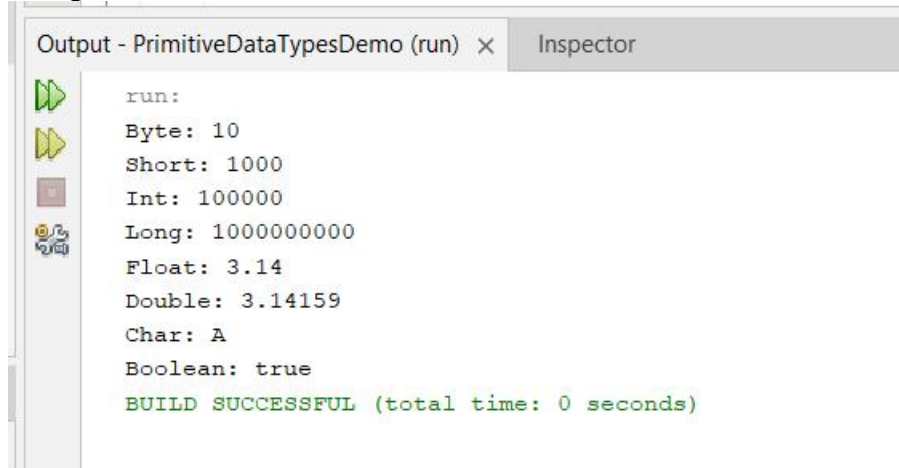 Output - PrimitiveDataTypesDemo (run) × Inspector
run:
Byte: 10
Short: 1000
Int: 100000
Long: 1000000000
Float: 3.14
Double: 3.14159
Char: A
Boolean: true
BUILD SUCCESSFUL (total time: 0 seconds)